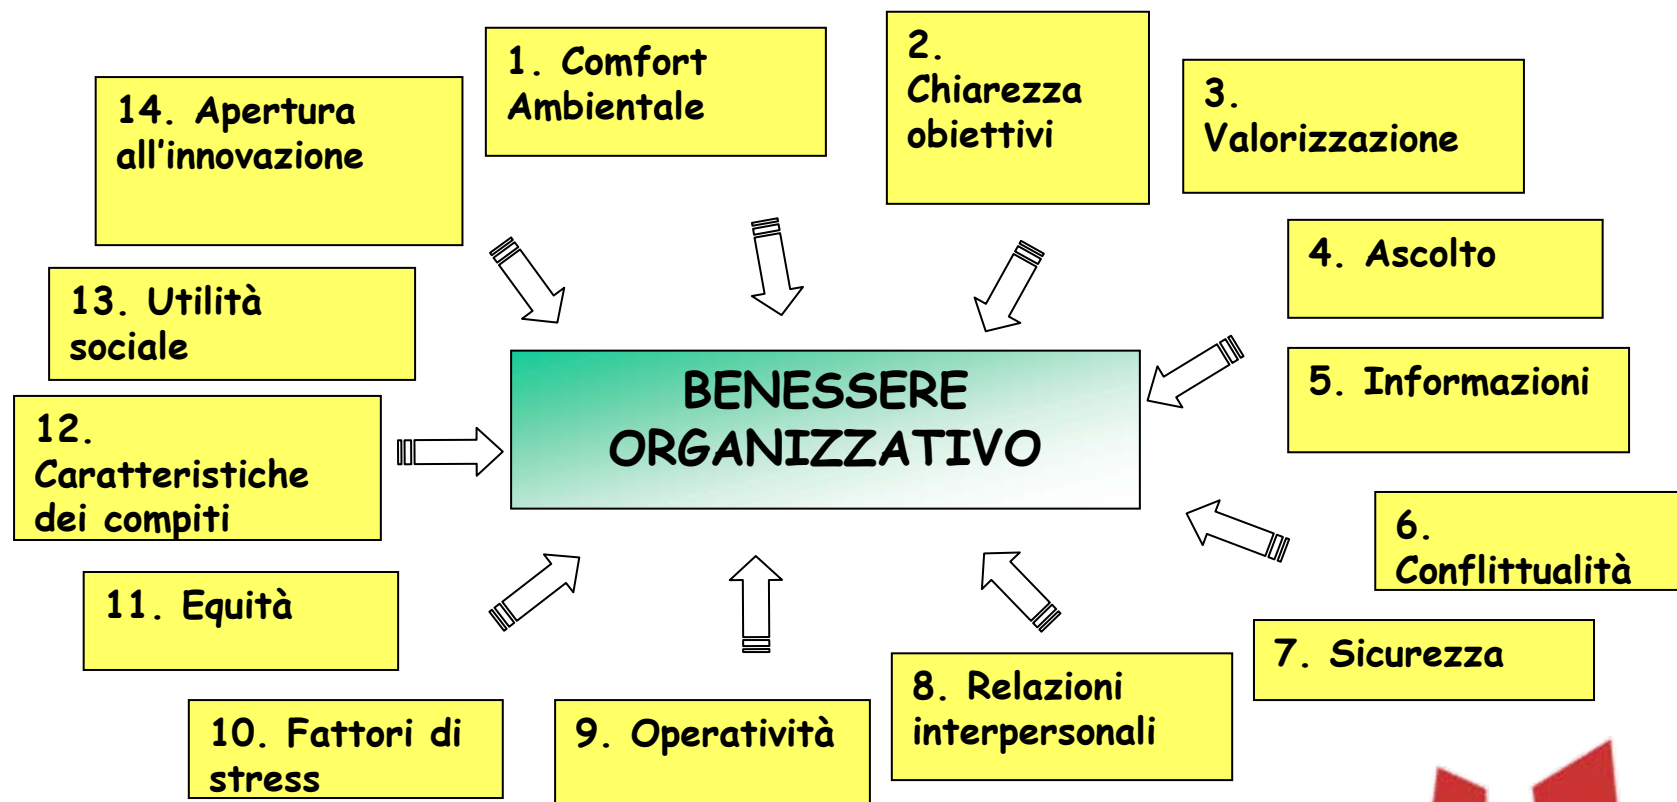 1. Comfort
Ambientale
2.
Chiarezza
obiettivi
3.
Valorizzazione
4. Ascolto
5. Informazioni
6.
Conflittualità
7. Sicurezza
8. Relazioni
interpersonali
9. Operatività
10. Fattori di
stress
11. Equità
12.
Caratteristiche
dei compiti
13. Utilità
sociale
14. Apertura
all’innovazione
BENESSERE
ORGANIZZATIVO